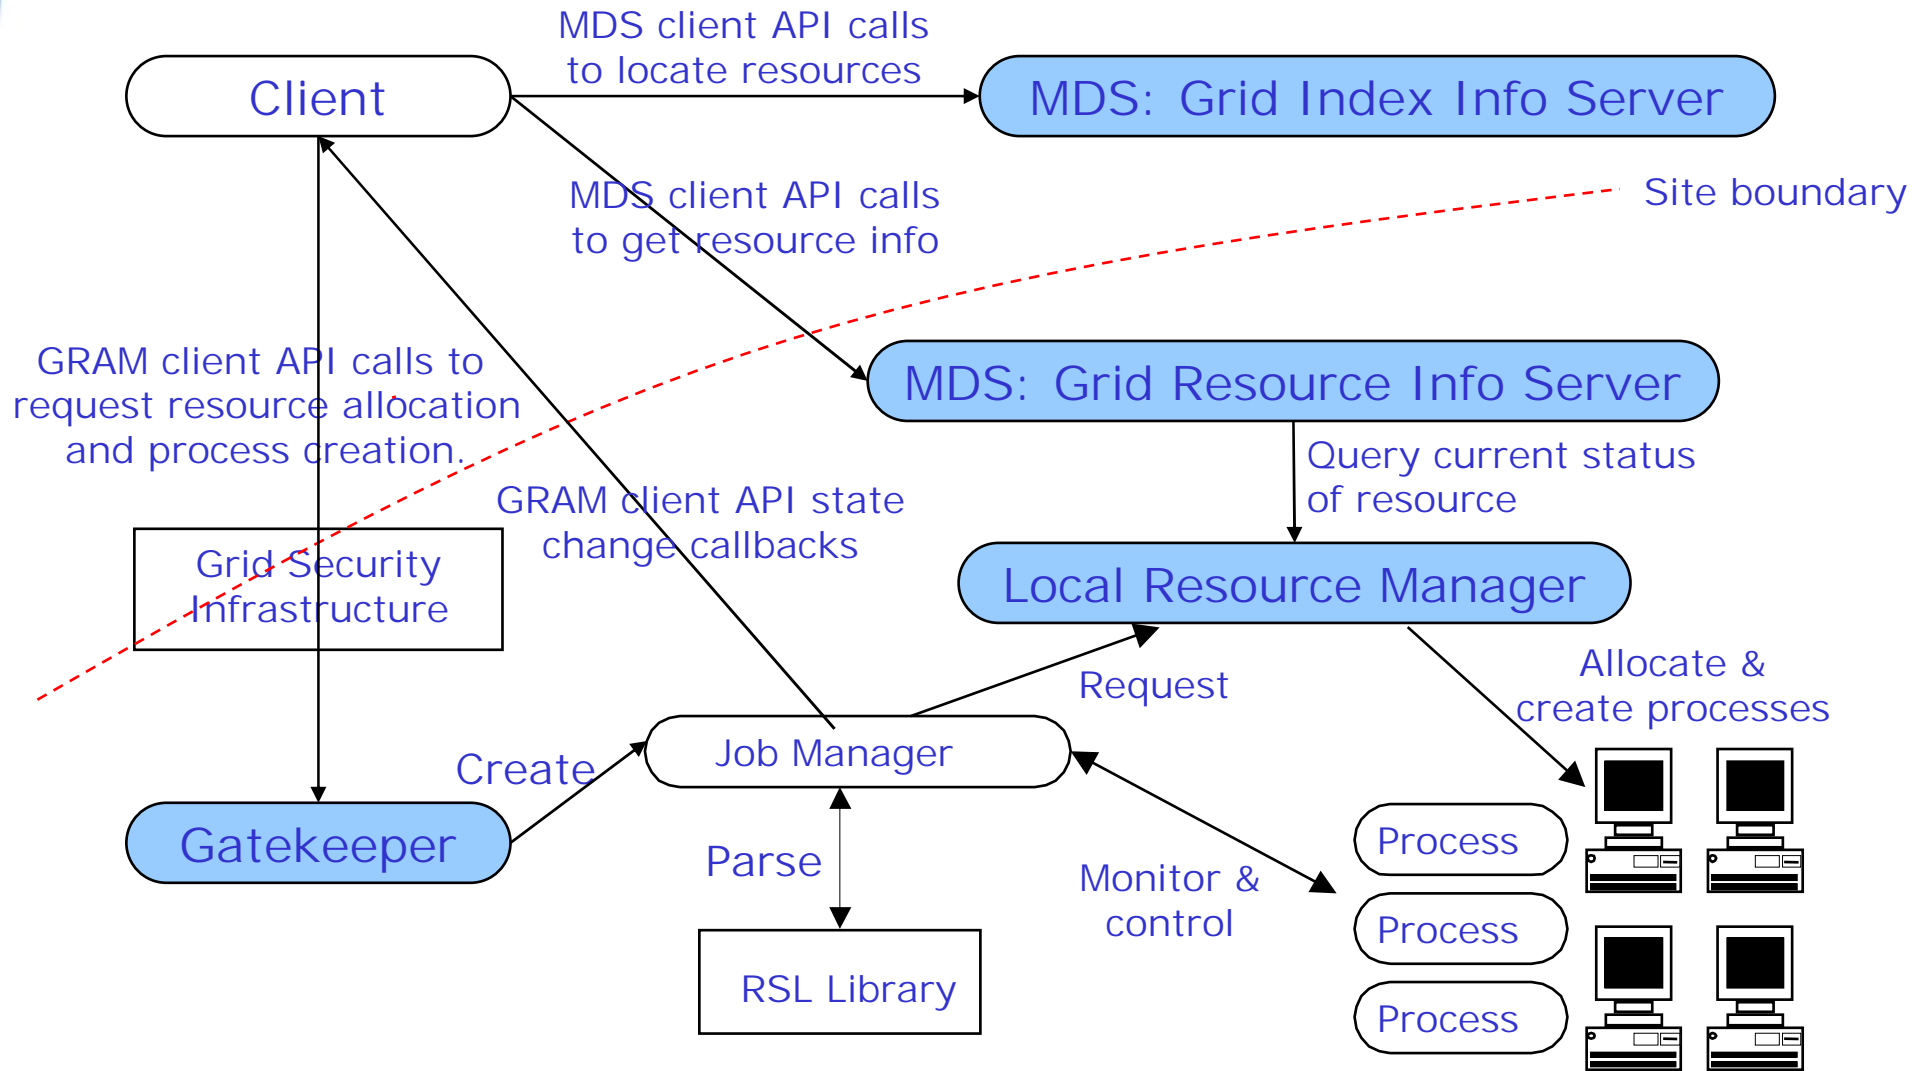 MDS client API calls
to locate resources
Client
MDS: Grid Index Info Server
MDS client API calls
to get resource info
Site boundary
GRAM client API calls to
request resource allocation
and process creation.
MDS: Grid Resource Info Server
Query current status
of resource
GRAM client API state
change callbacks
Grid Security
Infrastructure
Local Resource Manager
Request
Allocate &
create processes
Job Manager
Create
Gatekeeper
Parse
Monitor &
control
Process
Process
Process
RSL Library